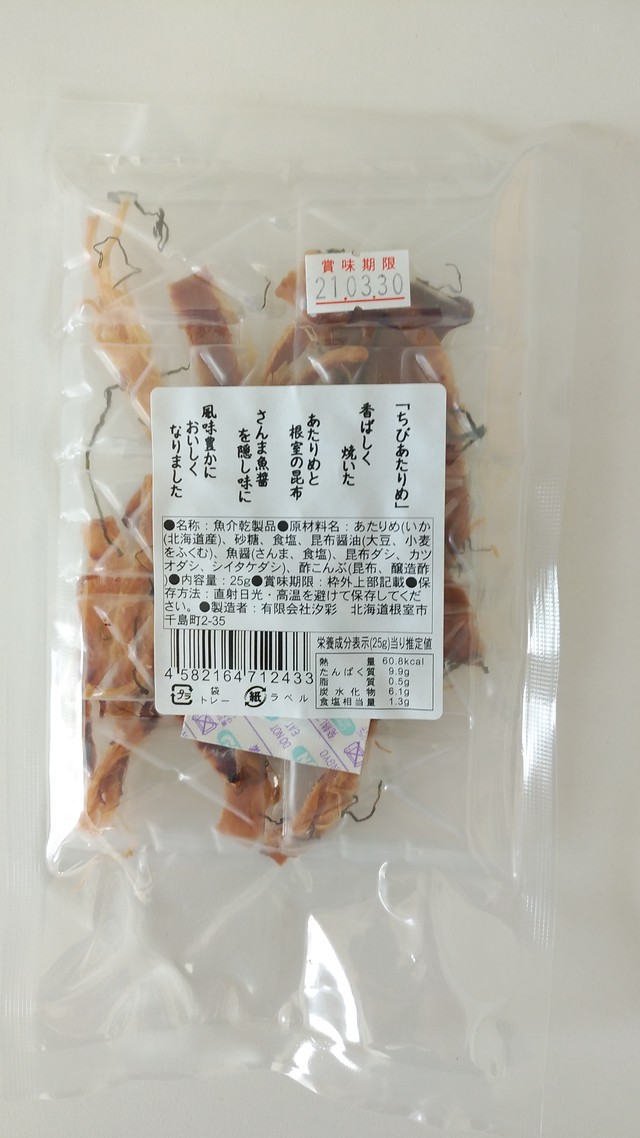 賞味期限
21.03.30
「ちびあたりめ」
香ばしく
焼いた
あたりめと
根室の昆布
さんま魚醤
を隠し味に
風味豊かに
おいしく
なりました
●名称：魚介乾製品●原材料名：あたりめ(いか
(北海道産)、砂糖、食塩、昆布醤油(大豆、小麦
をふくむ)、魚醤(さんま、食塩)、昆布ダシ、カツ
オダシ、シイタケダシ)、酢こんぶ(昆布、醸造酢
)●内容量：25g●賞味期限：枠外上部記載●保
存方法：直射日光・高温を避けて保存してくだ
さい。●製造者：有限会社汐彩　北海道根室市
千島町2-35
栄養成分表示(25g)当り推定値
熱量 60.8kcal
たんぱく質 9.9g
脂質 0.5g
炭水化物 6.1g
食塩相当量 1.3g
4582164712433
プラ
袋
トレー
紙
ラベル
DO NOT
EAT